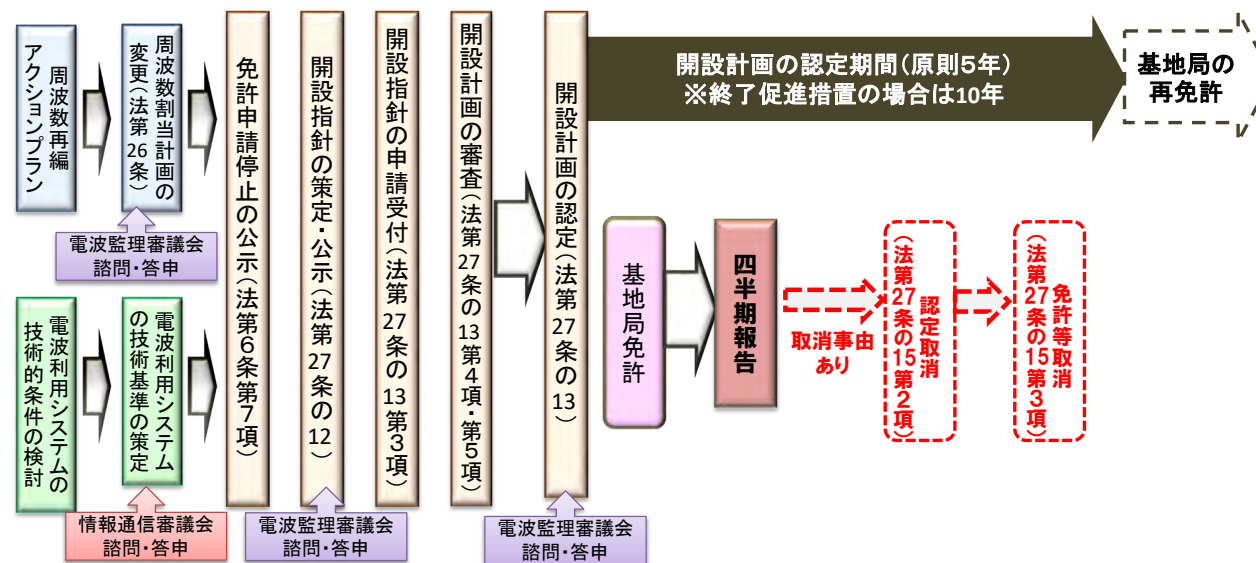 周波数再編
アクションプラン
周波数割当計画の
変更(法第26条)
電波監理審議会
諮問・答申
電波利用システムの
技術的条件の検討
電波利用システム
の技術基準の策定
情報通信審議会
諮問・答申
免許申請停止の公示(法第6条第7項)
開設指針の策定・公示(法第27条の12)
電波監理審議会
諮問・答申
開設指針の申請受付(法第27条の13第3項)
開設計画の審査(法第27条の13第4項・第5項)
開設計画の認定(法第27条の13)
電波監理審議会
諮問・答申
開設計画の認定期間(原則5年)
※終了促進措置の場合は10年
基地局の
再免許
基地局免許
四半期報告
取消事由
あり
認定取消
(法第27条の15第2項)
免許等取消
(法第27条の15第3項)